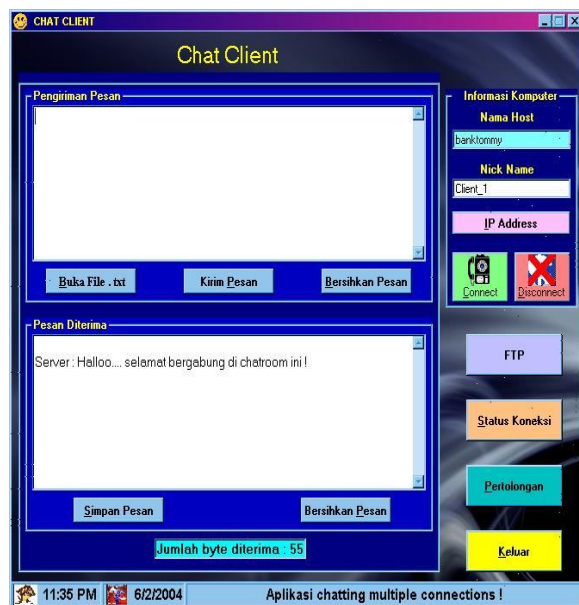 CHAT CLIENT
Chat Client
Pengiriman Pesan
Buka File . txt
Kirim Pesan
Bersihkan Pesan
Pesan Diterima
Server : Halloo.... selamat bergabung di chatroom ini !
Simpan Pesan
Bersihkan Pesan
Jumlah byte diterima : 55
Informasi Komputer
Nama Host
banktommy
Nick Name
Client_1
IP Address
Connect
Disconnect
FTP
Status Koneksi
Pertolongan
Keluar
11:35 PM
6/2/2004
Aplikasi chatting multiple connections !